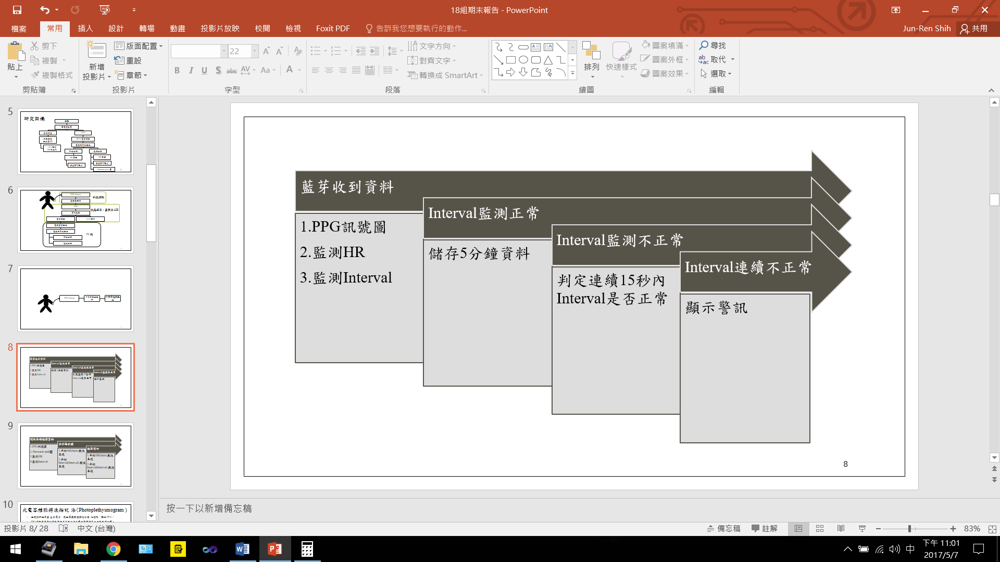 18組期末報告 - PowerPoint
檔案 常用 插入 設計 轉場 動畫 投影片放映 校閱 檢視 Foxit PDF 告訴我您想要執行的動作... Jun-Ren Shih 共用
貼上 剪下 複製 複製格式 剪貼簿
新增投影片 版面配置 重設 章節 投影片
22
B I U S abc AV Aa A 字型
文字方向 對齊文字 轉換成 SmartArt 段落
排列 快速樣式 圖案填滿 圖案外框 圖案效果 繪圖
尋找 取代 選取 編輯
5
研究架構
6
7
8
9
10
光電容積脈搏波描記 法(Photoplethysmogram )
藍芽收到資料
1.PPG訊號圖
2.監測HR
3.監測Interval
Interval監測正常
儲存5分鐘資料
Interval監測不正常
判定連續15秒內
Interval是否正常
Interval連續不正常
顯示警訊
8
按一下以新增備忘稿
投影片 8/ 28 中文 (台灣) 備忘稿 註解 83%
中 下午 11:01
2017/5/7